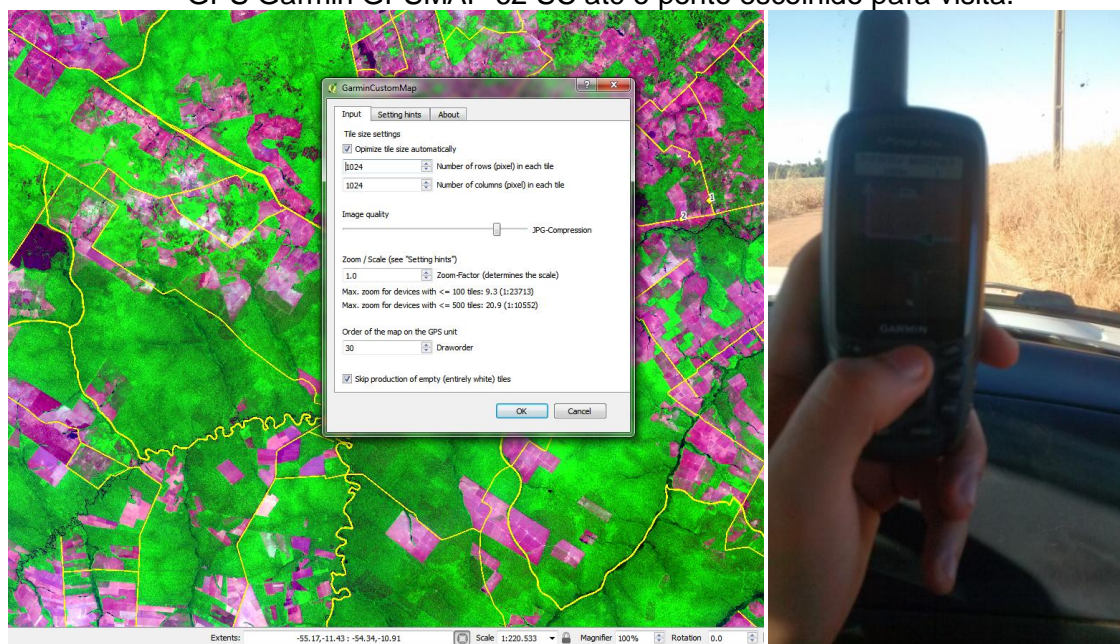 GPS Garmin GPSMAP 62 SC até o ponto escolhido para visita.
GarminCustomMap
Input Setting hints About
Tile size settings
Opimize tile size automatically
1024 Number of rows (pixel) in each tile
1024 Number of columns (pixel) in each tile
Image quality
JPG-Compression
Zoom / Scale (see "Setting hints")
1.0 Zoom-Factor (determines the scale)
Max. zoom for devices with <= 100 tiles: 9.3 (1:23713)
Max. zoom for devices with <= 500 tiles: 20.9 (1:10552)
Order of the map on the GPS unit
30 Draworder
Skip production of empty (entirely white) tiles
OK Cancel
1
2
GARMIN
Extents: -55.17,-11.43 : -54.34,-10.91 Scale 1:220.533 Magnifier 100% Rotation 0.0